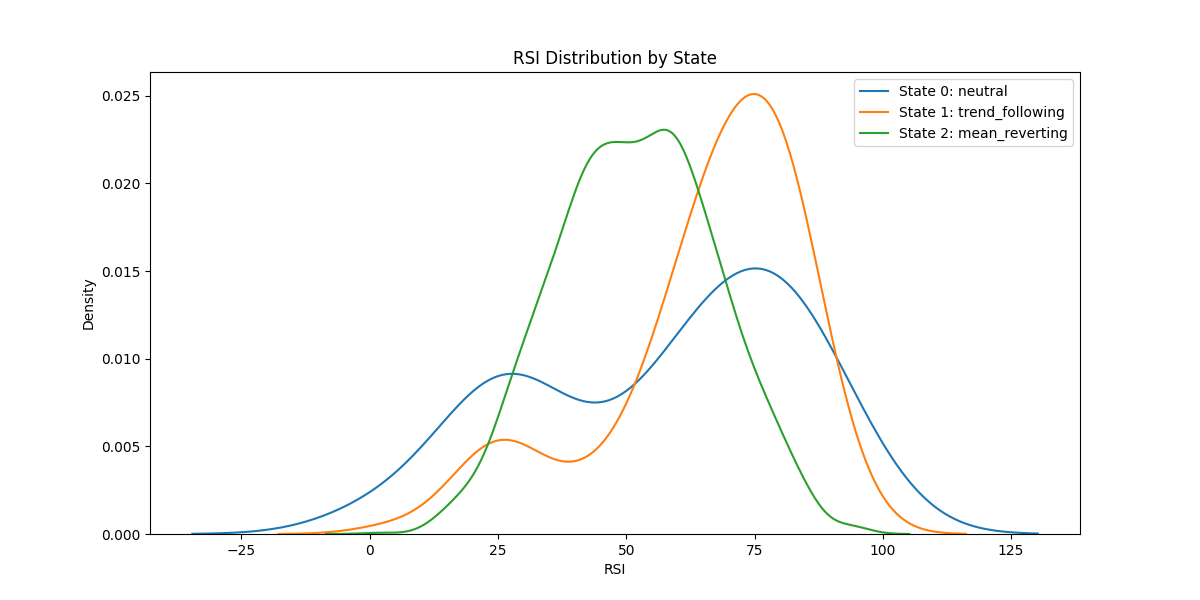 RSI Distribution by State
State 0: neutral
State 1: trend_following
State 2: mean_reverting
Density
0.025
0.020
0.015
0.010
0.005
0.000
−25
0
25
50
75
100
125
RSI